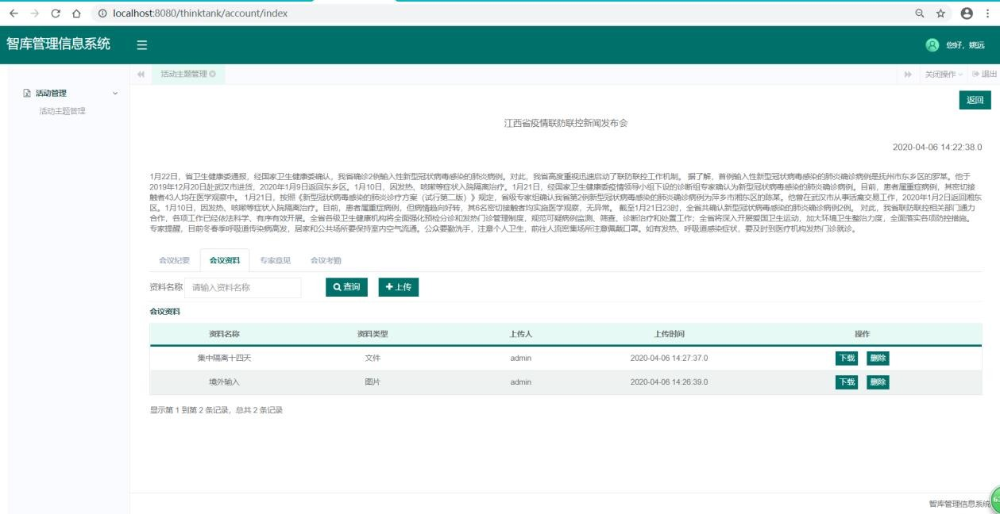 localhost:8080/thinktank/account/index
智库管理信息系统
您好，姚远
活动管理
活动主题管理
活动主题管理
关闭操作
退出
返回
江西省疫情联防联控新闻发布会
2020-04-06 14:22:38.0
1月22日，省卫生健康委通报，经国家卫生健康委确认，我省确诊2例输入性新型冠状病毒感染的肺炎病例。对此，我省高度重视迅速启动了联防联控工作机制。 据了解，首例输入性新型冠状病毒感染的肺炎确诊病例是抚州市东乡区的罗某。他于
2019年12月20日赴武汉市进货，2020年1月9日返回东乡区。1月10日，因发热、咳嗽等症状入院隔离治疗。1月21日，经国家卫生健康委疫情领导小组下设的诊断组专家确认为新型冠状病毒感染的肺炎确诊病例。目前，患者属重症病例，其密切接
触者43人均在医学观察中。 1月21日，按照《新型冠状病毒感染的肺炎诊疗方案（试行第二版）》规定，省级专家组确认我省第2例新型冠状病毒感染的肺炎确诊病例为萍乡市湘东区的陈某。他曾在武汉市从事活禽交易工作，2020年1月2日返回湘东
区。1月10日，因发热、咳嗽等症状入院隔离治疗。目前，患者属重症病例，但病情趋向好转，其6名密切接触者均实施医学观察，无异常。 截至1月21日23时，全省共确认新型冠状病毒感染的肺炎确诊病例2例。 对此，我省联防联控相关部门通力
合作，各项工作已经依法科学、有序有效开展。全省各级卫生健康机构将全面强化预检分诊和发热门诊管理制度，规范可疑病例监测、筛查、诊断治疗和处置工作；全省将深入开展爱国卫生运动，加大环境卫生整治力度，全面落实各项防控措施。
专家提醒，目前冬春季呼吸道传染病高发，居家和公共场所要保持室内空气流通。公众要勤洗手，注意个人卫生，前往人流密集场所注意佩戴口罩。如有发热、呼吸道感染症状，要及时到医疗机构发热门诊就诊。
会议纪要 会议资料 专家意见 会议考勤
资料名称 请输入资料名称 查询 上传
会议资料
资料名称 资料类型 上传人 上传时间 操作
集中隔离十四天 文件 admin 2020-04-06 14:27:37.0 下载 删除
境外输入 图片 admin 2020-04-06 14:26:39.0 下载 删除
显示第 1 到第 2 条记录，总共 2 条记录
智库管理信息系统